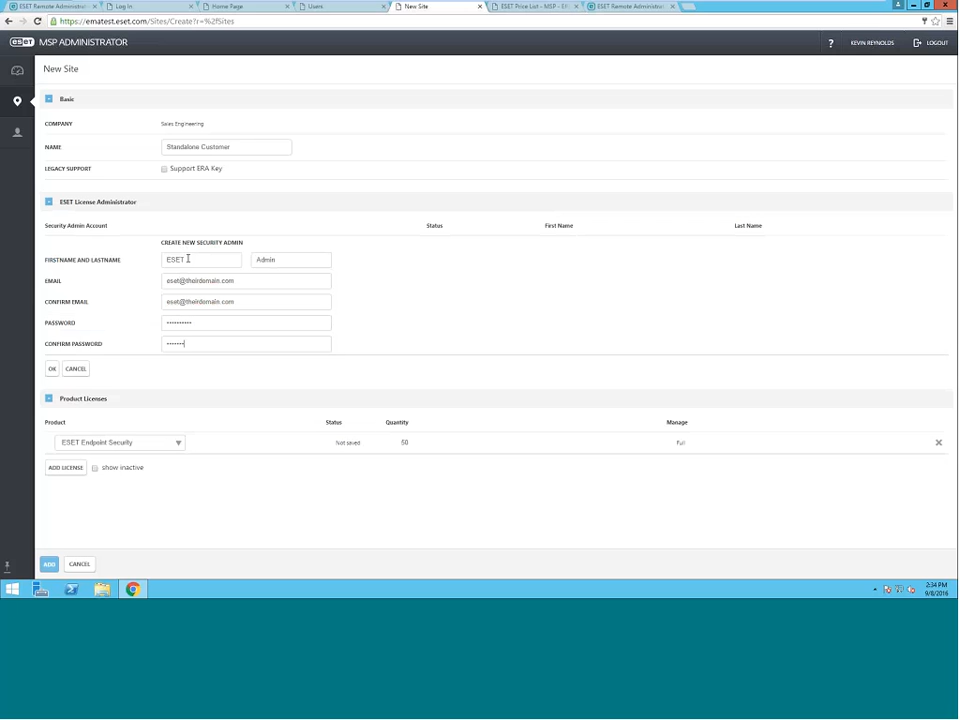 ESET Remote Administrat
Log In
Home Page
Users
New Site
ESET Price List - MSP - Ef
ESET Remote Administrat
https://ematest.eset.com/Sites/Create?r=%2fSites
eset MSP ADMINISTRATOR
? KEVIN REYNOLDS LOGOUT
New Site
Basic
COMPANY Sales Engineering
NAME Standalone Customer
LEGACY SUPPORT Support ERA Key
ESET License Administrator
Security Admin Account Status First Name Last Name
CREATE NEW SECURITY ADMIN
FIRSTNAME AND LASTNAME ESET Admin
EMAIL eset@theirdomain.com
CONFIRM EMAIL eset@theirdomain.com
PASSWORD ••••••••••
CONFIRM PASSWORD •••••••
OK CANCEL
Product Licenses
Product Status Quantity Manage
ESET Endpoint Security Not saved 50 Full
ADD LICENSE show inactive
ADD CANCEL
2:34 PM
9/8/2016